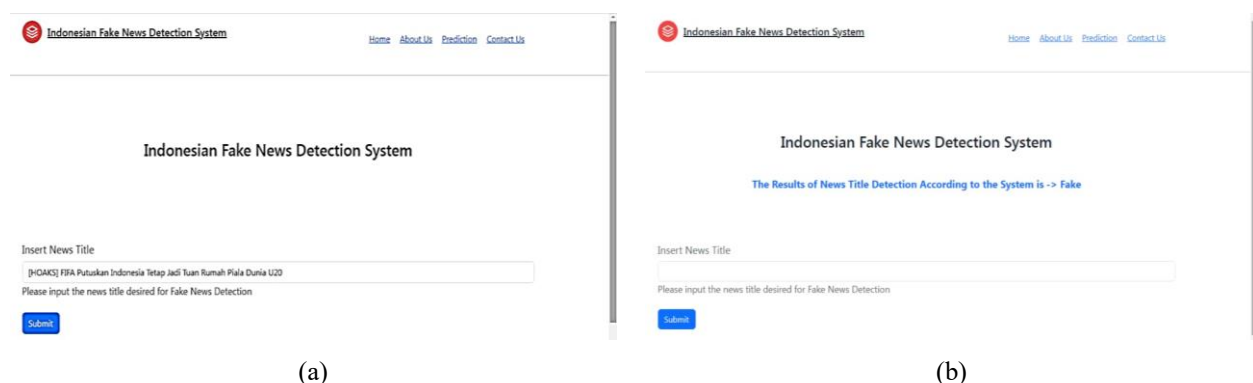 Indonesian Fake News Detection System
Home About Us Prediction Contact Us
Indonesian Fake News Detection System
Insert News Title
[HOAKS] FIFA Putuskan Indonesia Tetap Jadi Tuan Rumah Piala Dunia U20
Please input the news title desired for Fake News Detection
Submit
(a)
Indonesian Fake News Detection System
Home About Us Prediction Contact Us
Indonesian Fake News Detection System
The Results of News Title Detection According to the System is -> Fake
Insert News Title
Please input the news title desired for Fake News Detection
Submit
(b)